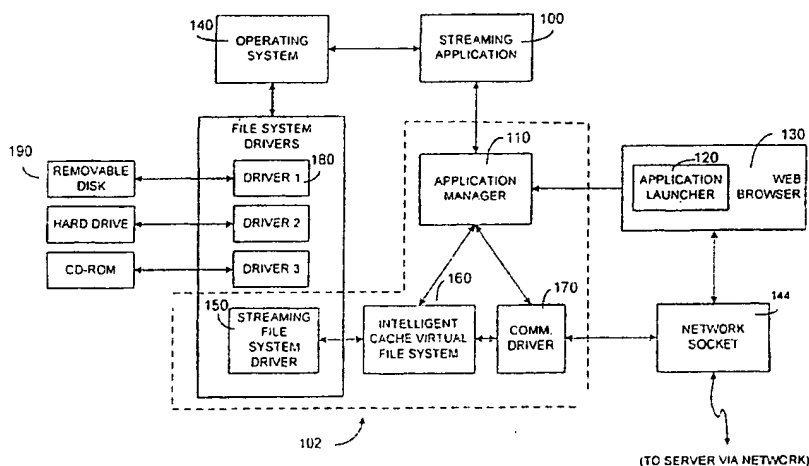 140
OPERATING
SYSTEM
100
STREAMING
APPLICATION
FILE SYSTEM
DRIVERS
190
REMOVABLE
DISK
DRIVER 1
180
HARD DRIVE
DRIVER 2
CD-ROM
DRIVER 3
110
APPLICATION
MANAGER
130
120
APPLICATION
LAUNCHER
WEB
BROWSER
150
STREAMING
FILE
SYSTEM
DRIVER
160
INTELLIGENT
CACHE VIRTUAL
FILE SYSTEM
170
COMM.
DRIVER
144
NETWORK
SOCKET
102
(TO SERVER VIA NETWORK)